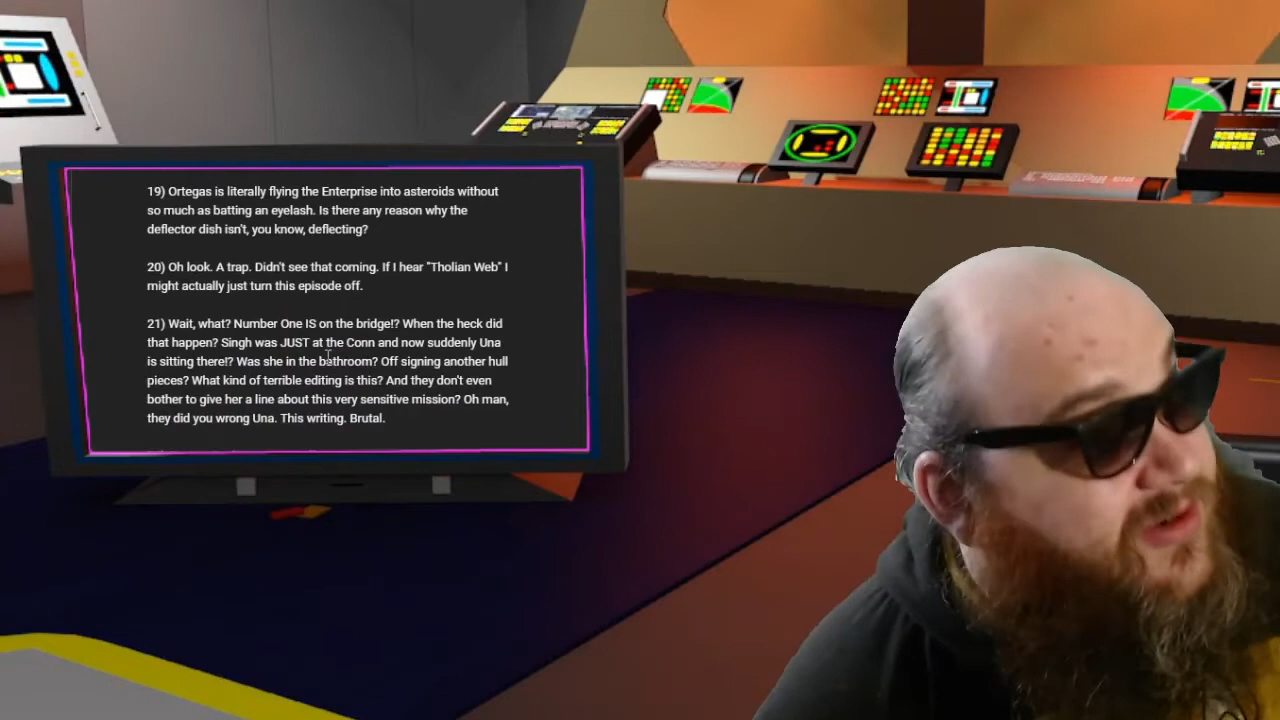 19) Ortegas is literally flying the Enterprise into asteroids without
so much as batting an eyelash. Is there any reason why the
deflector dish isn't, you know, deflecting?
20) Oh look. A trap. Didn't see that coming. If I hear "Tholian Web" I
might actually just turn this episode off.
21) Wait, what? Number One IS on the bridge!? When the heck did
that happen? Singh was JUST at the Conn and now suddenly Una
is sitting there!? Was she in the bathroom? Off signing another hull
pieces? What kind of terrible editing is this? And they don't even
bother to give her a line about this very sensitive mission? Oh man,
they did you wrong Una. This writing. Brutal.